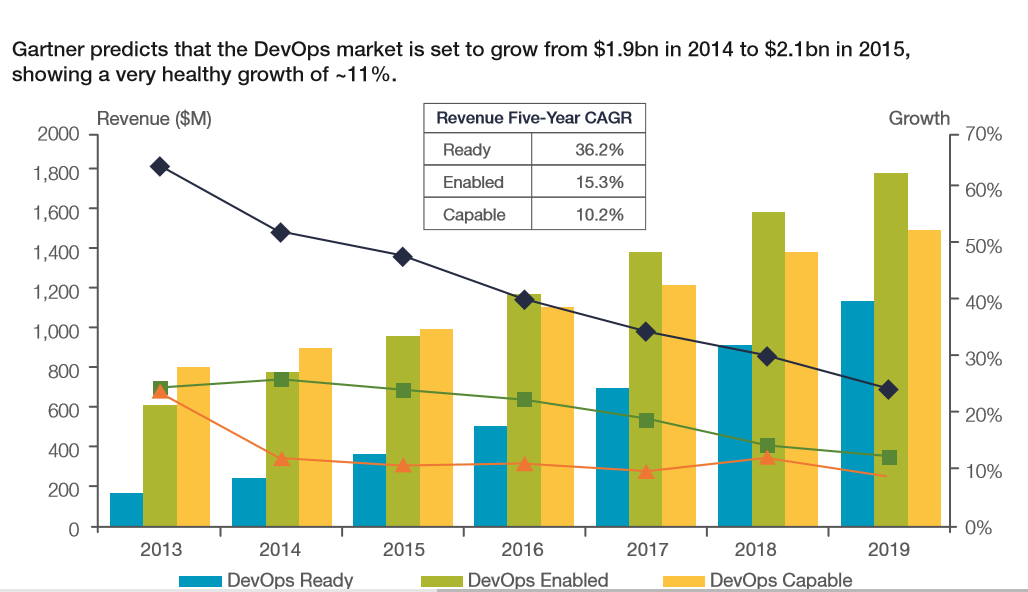 Gartner predicts that the DevOps market is set to grow from $1.9bn in 2014 to $2.1bn in 2015,
showing a very healthy growth of ~11%.
Revenue ($M)
Growth
Revenue Five-Year CAGR
Ready 36.2%
Enabled 15.3%
Capable 10.2%
2000
1,800
1,600
1,400
1,200
1,000
800
600
400
200
0
70%
60%
50%
40%
30%
20%
10%
0%
2013 2014 2015 2016 2017 2018 2019
DevOps Ready DevOps Enabled DevOps Capable